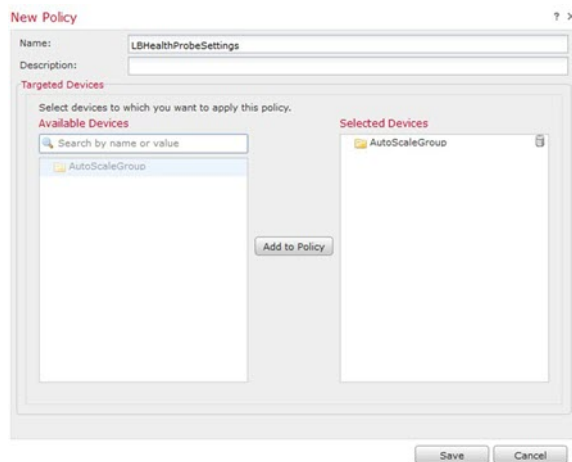 New Policy
? X
Name:
LBHealthProbeSettings
Description:
Targeted Devices
Select devices to which you want to apply this policy.
Available Devices
Selected Devices
Search by name or value
AutoScaleGroup
AutoScaleGroup
Add to Policy
Save
Cancel